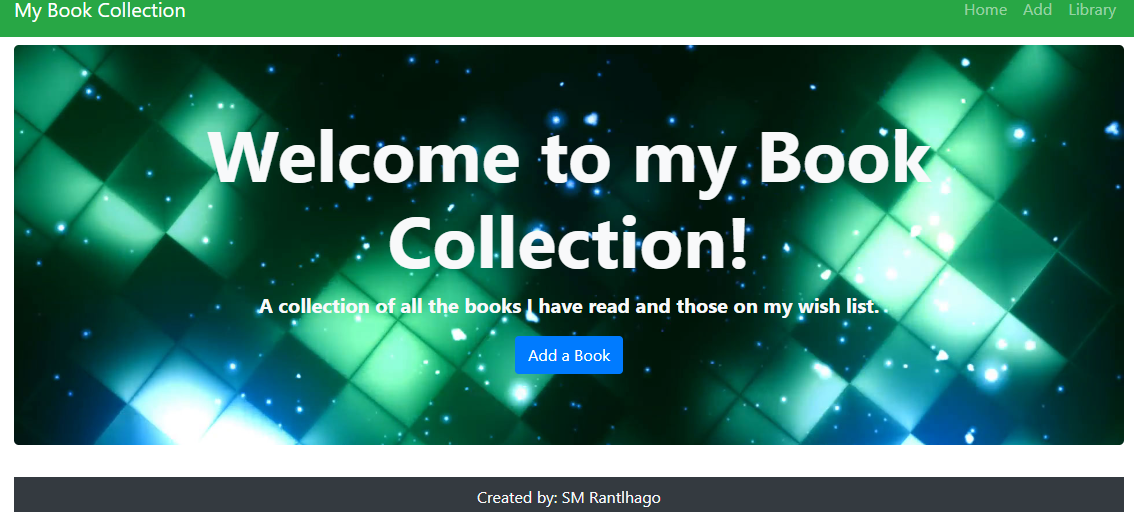 My Book Collection
Home Add Library
Welcome to my Book
Collection!
A collection of all the books I have read and those on my wish list.
Add a Book
Created by: SM Rantlhago